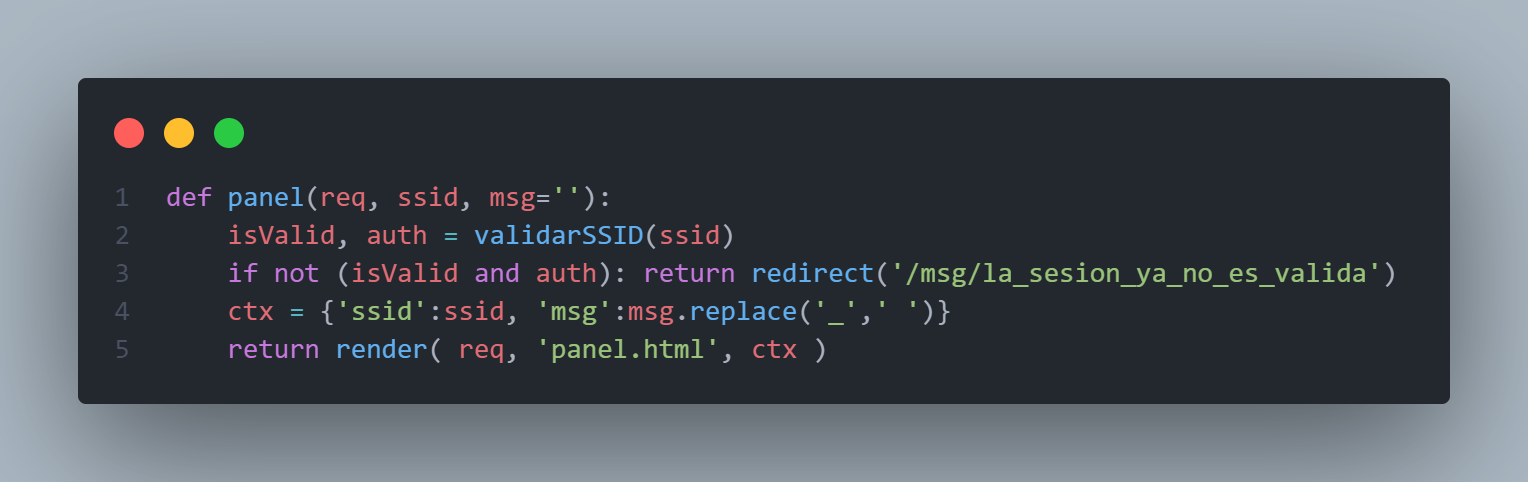 1 def panel(req, ssid, msg=''):
2     isValid, auth = validarSSID(ssid)
3     if not (isValid and auth): return redirect('/msg/la_sesion_ya_no_es_valida')
4     ctx = {'ssid':ssid, 'msg':msg.replace('_',' ')}
5     return render( req, 'panel.html', ctx )